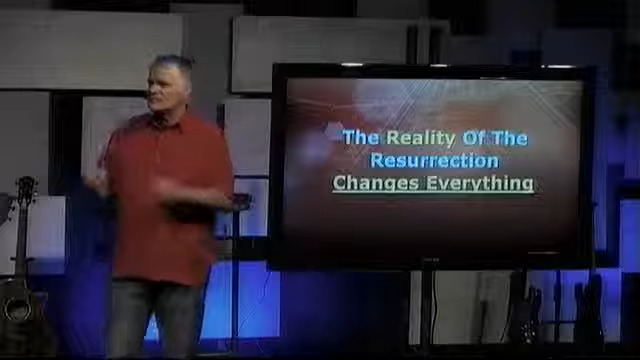 The Reality Of The
Resurrection
Changes Everything